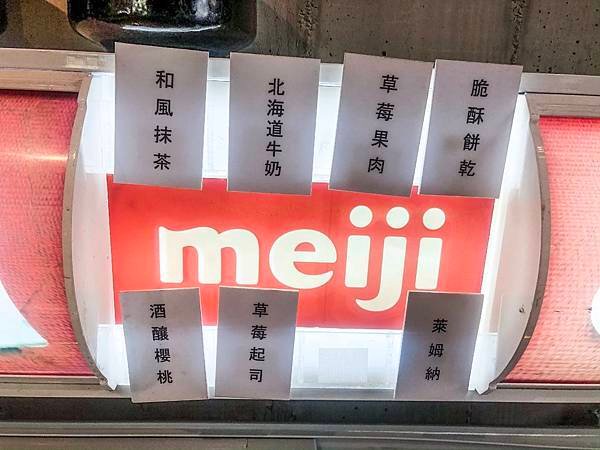 和風抹茶
北海道牛奶
草莓果肉
脆酥餅乾
meiji
酒釀櫻桃
草莓起司
萊姆納